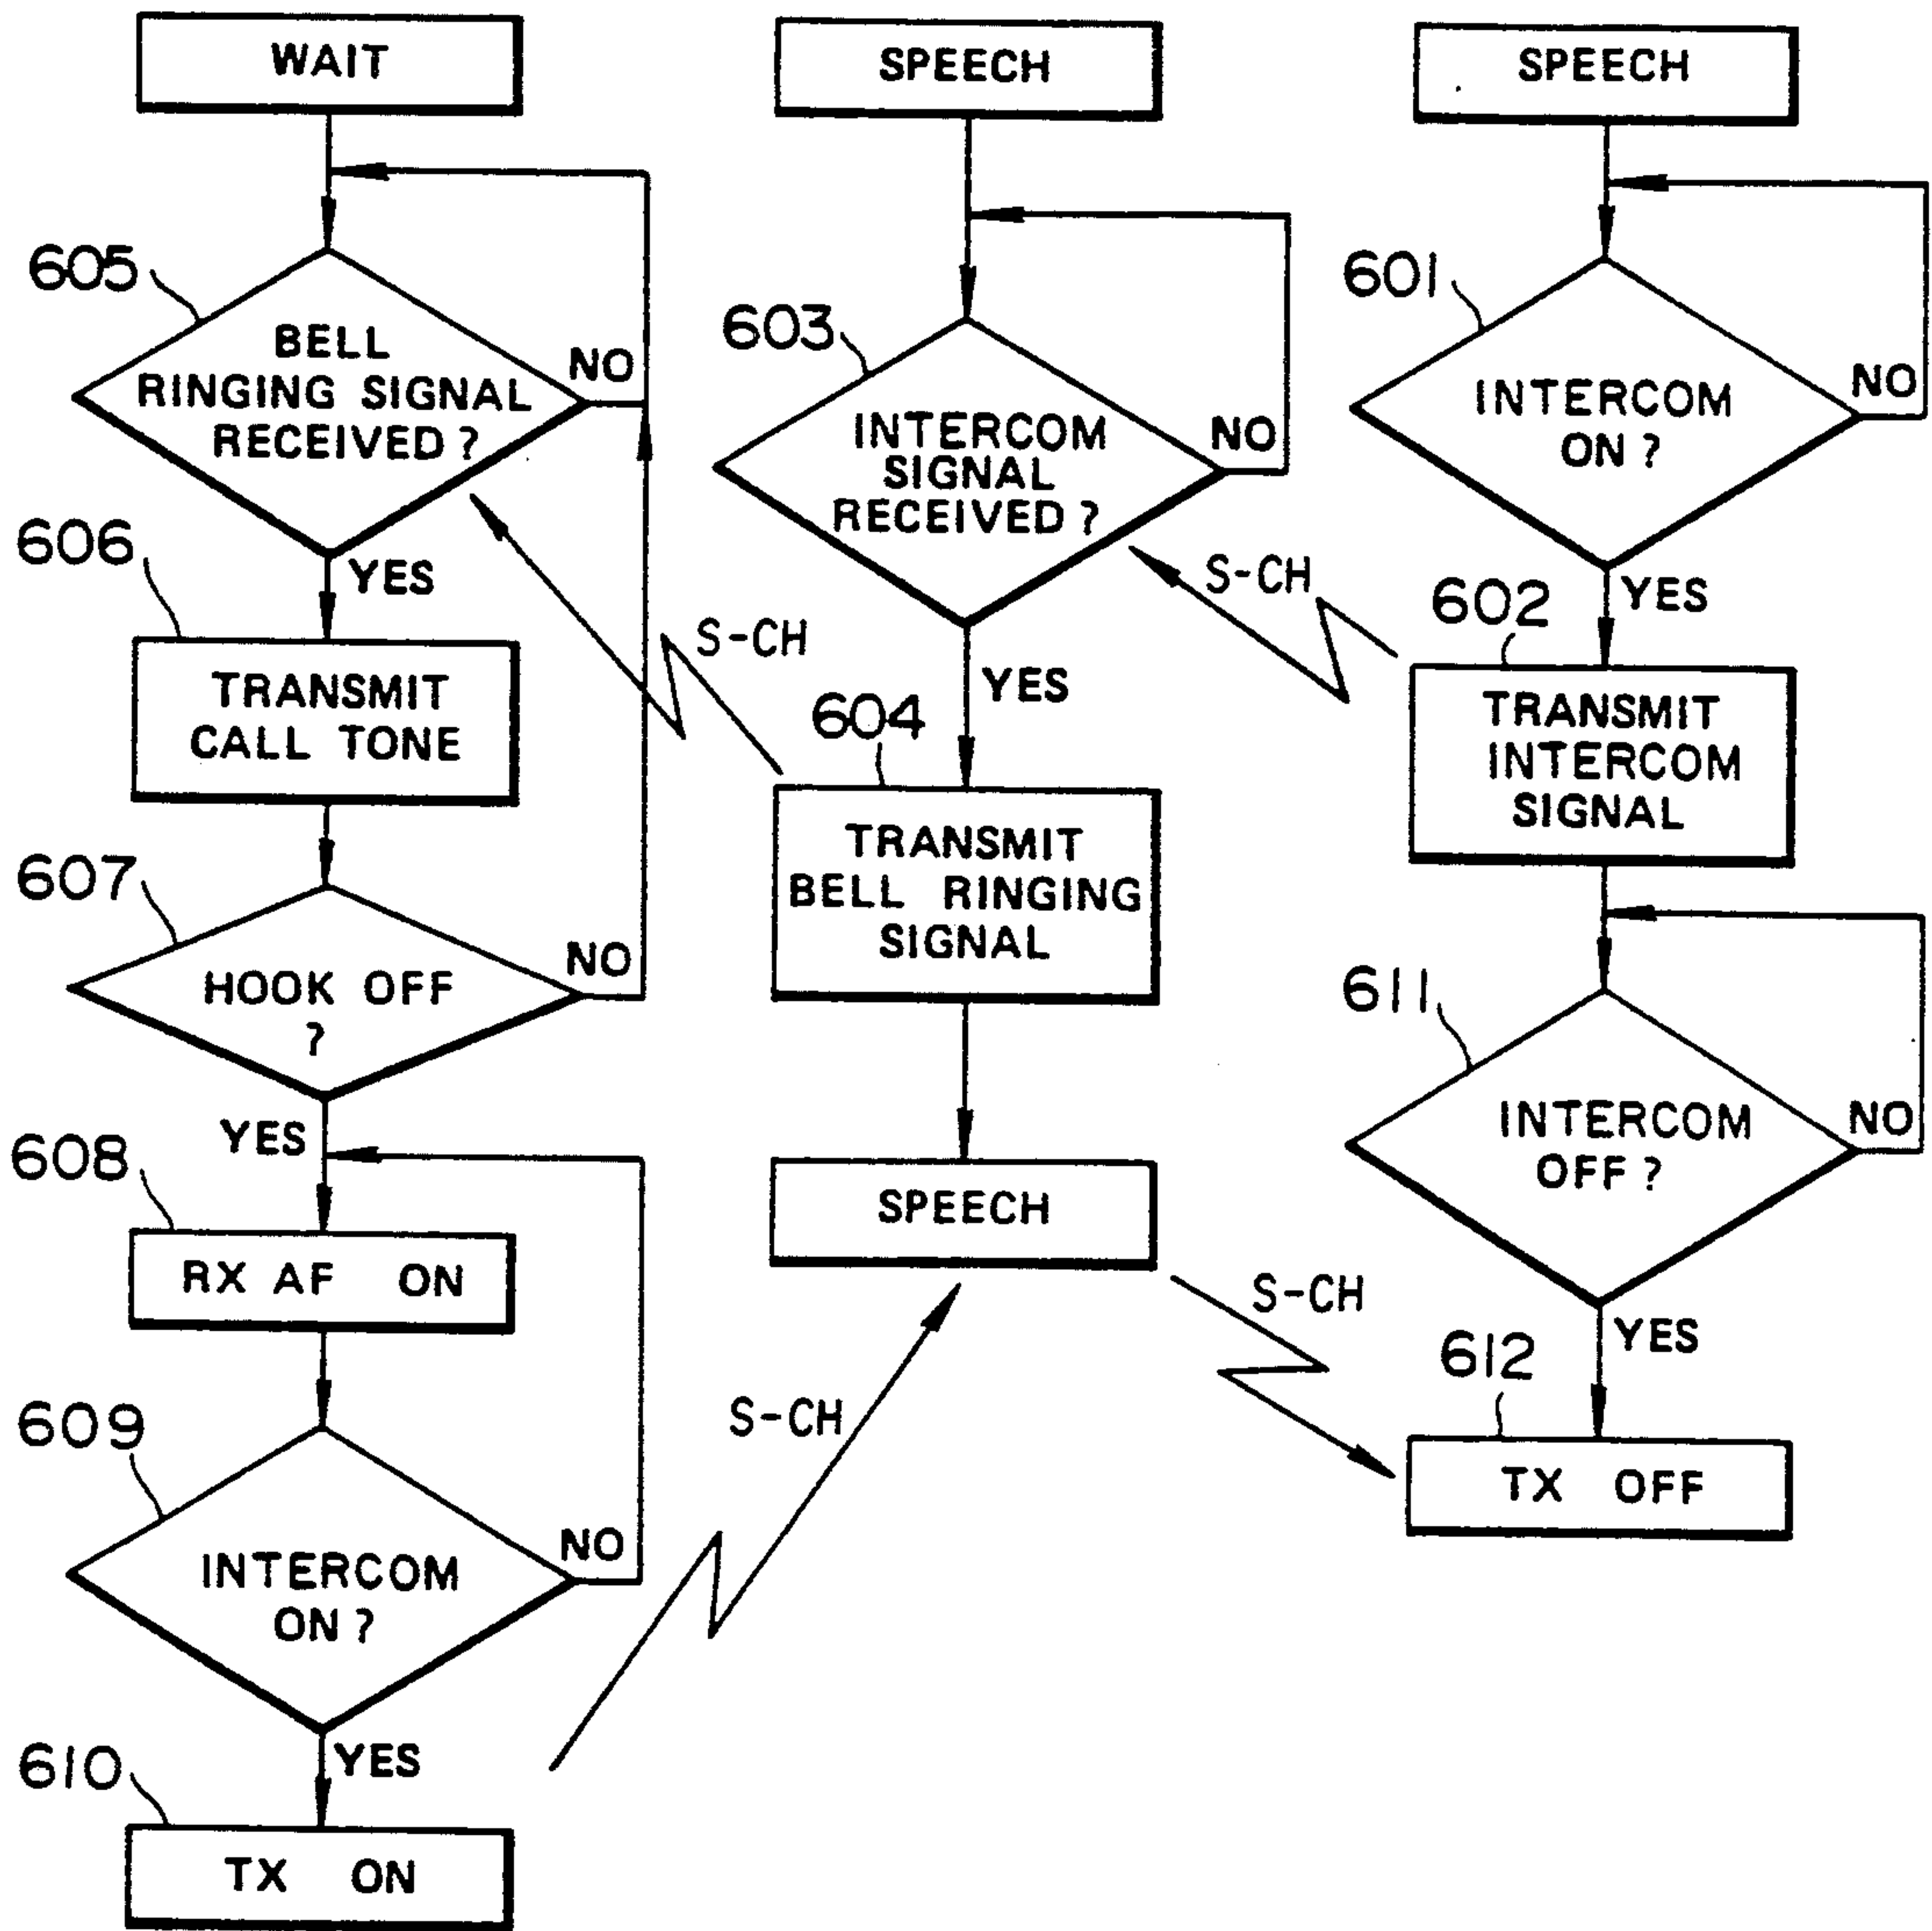 WAIT
605
BELL
RINGING SIGNAL
RECEIVED ?
NO
YES
606
TRANSMIT
CALL TONE
607
HOOK OFF
?
NO
YES
608
RX AF ON
609
INTERCOM
ON ?
NO
YES
610
TX ON
SPEECH
603
INTERCOM
SIGNAL
RECEIVED ?
NO
YES
S-CH
604
TRANSMIT
BELL RINGING
SIGNAL
SPEECH
S-CH
SPEECH
601
INTERCOM
ON ?
NO
YES
S-CH
602
TRANSMIT
INTERCOM
SIGNAL
611
INTERCOM
OFF ?
NO
YES
S-CH
612
TX OFF